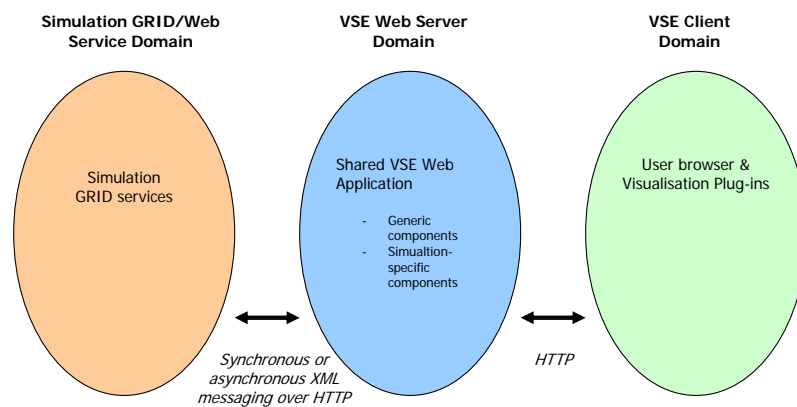 Simulation GRID/Web
Service Domain
VSE Web Server
Domain
VSE Client
Domain
Simulation
GRID services
Shared VSE Web
Application
- Generic
components
- Simualtion-
specific
components
User browser &
Visualisation Plug-ins
Synchronous or
asynchronous XML
messaging over HTTP
HTTP